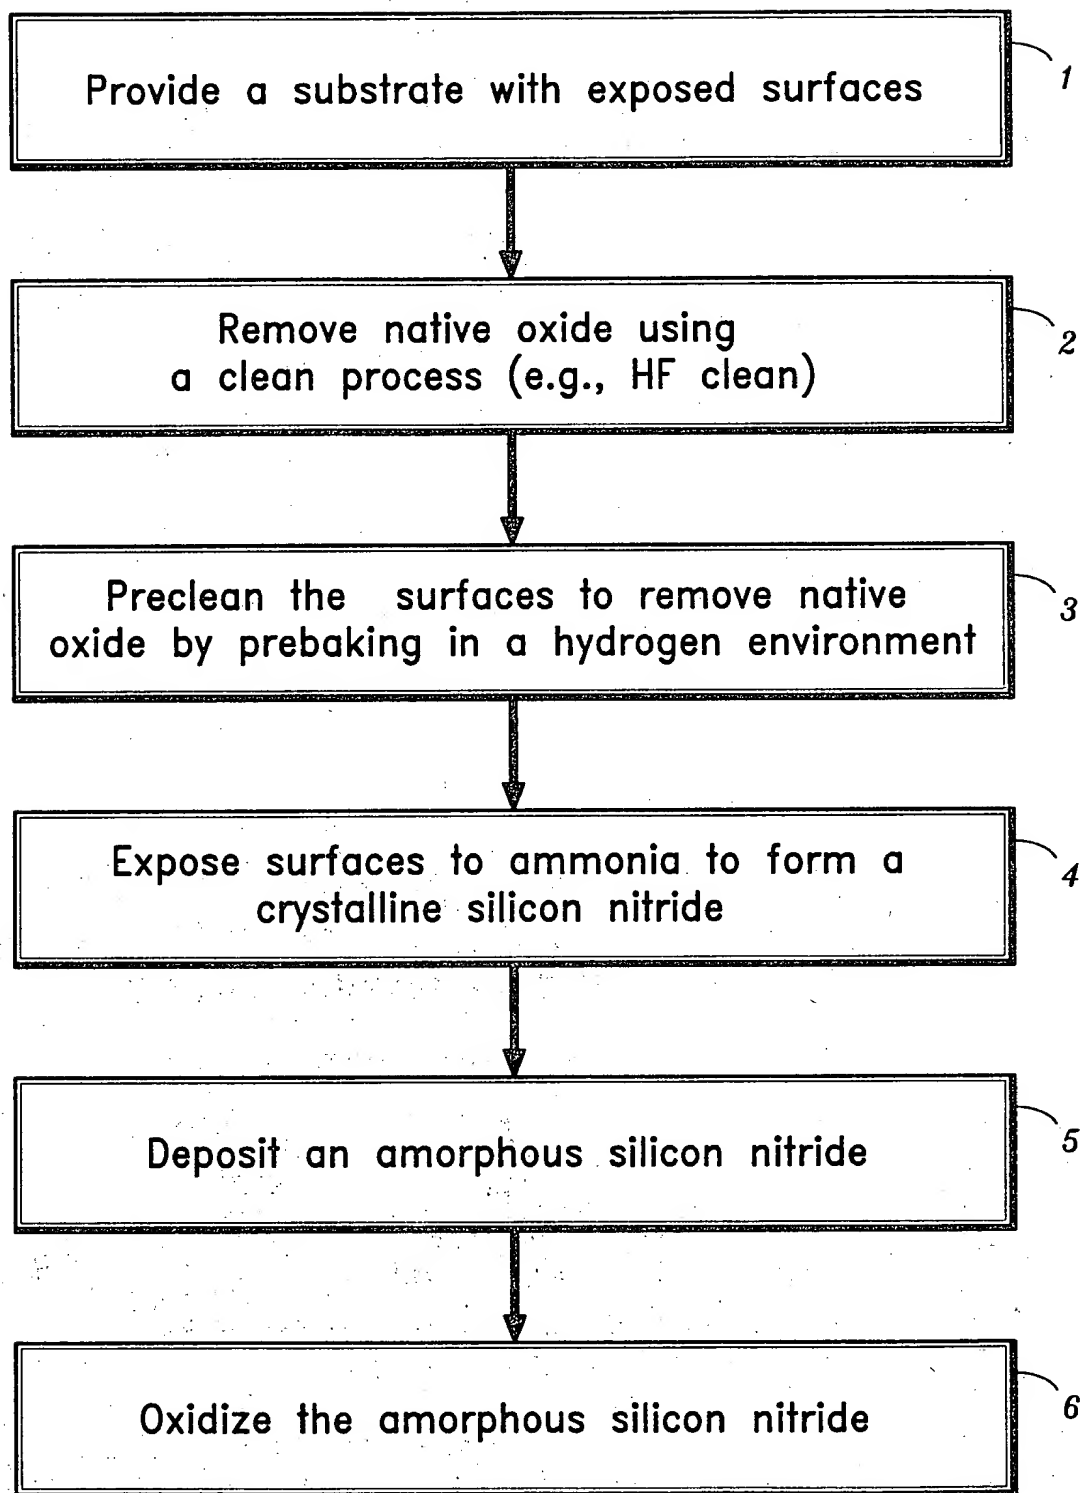 Provide a substrate with exposed surfaces
1
Remove native oxide using
a clean process (e.g., HF clean)
2
Preclean the surfaces to remove native
oxide by prebaking in a hydrogen environment
3
Expose surfaces to ammonia to form a
crystalline silicon nitride
4
Deposit an amorphous silicon nitride
5
Oxidize the amorphous silicon nitride
6